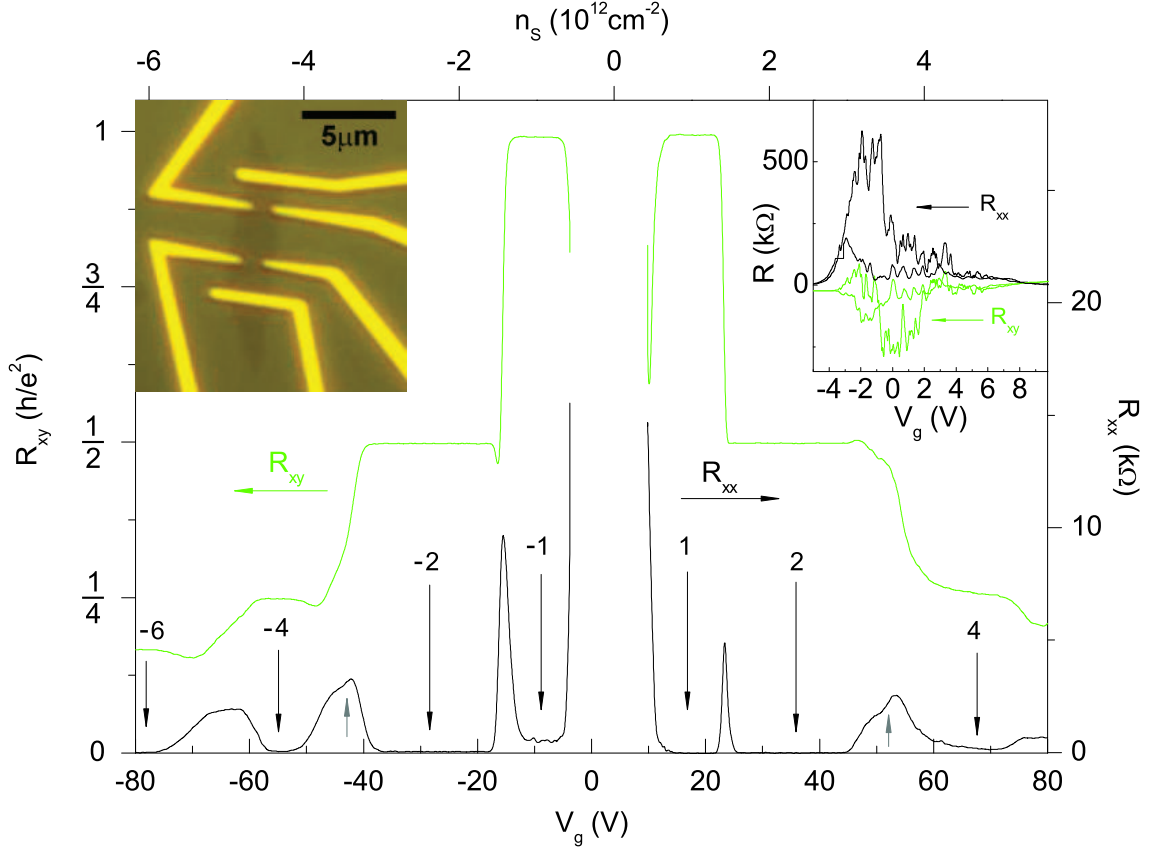 n_S (10^12 cm^-2)
-6 -4 -2 0 2 4
5μm
R_xy (h/e^2)
1
3/4
1/2
1/4
0
R_xx (kΩ)
20
10
0
R (kΩ)
500
0
R_xx
R_xy
-4 -2 0 2 4 6 8
V_g (V)
R_xy
R_xx
-6
-4
-2
-1
1
2
4
-80 -60 -40 -20 0 20 40 60 80
V_g (V)